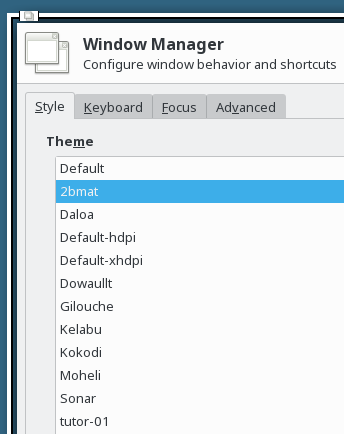 Window Manager
Configure window behavior and shortcuts
Style Keyboard Focus Advanced
Theme
Default
2bmat
Daloa
Default-hdpi
Default-xhdpi
Dowaullt
Gilouche
Kelabu
Kokodi
Moheli
Sonar
tutor-01